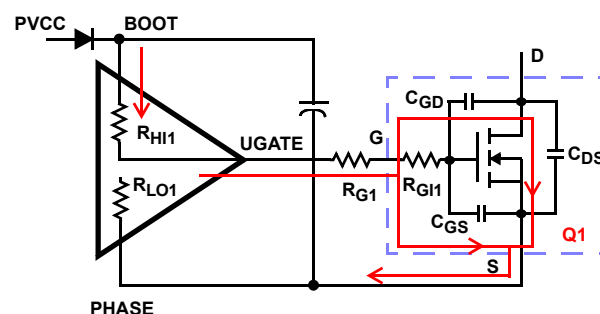 PVCC
BOOT
D
CGD
RHI1
UGATE
G
CDS
RLO1
RG1
RGI1
CGS
Q1
S
PHASE